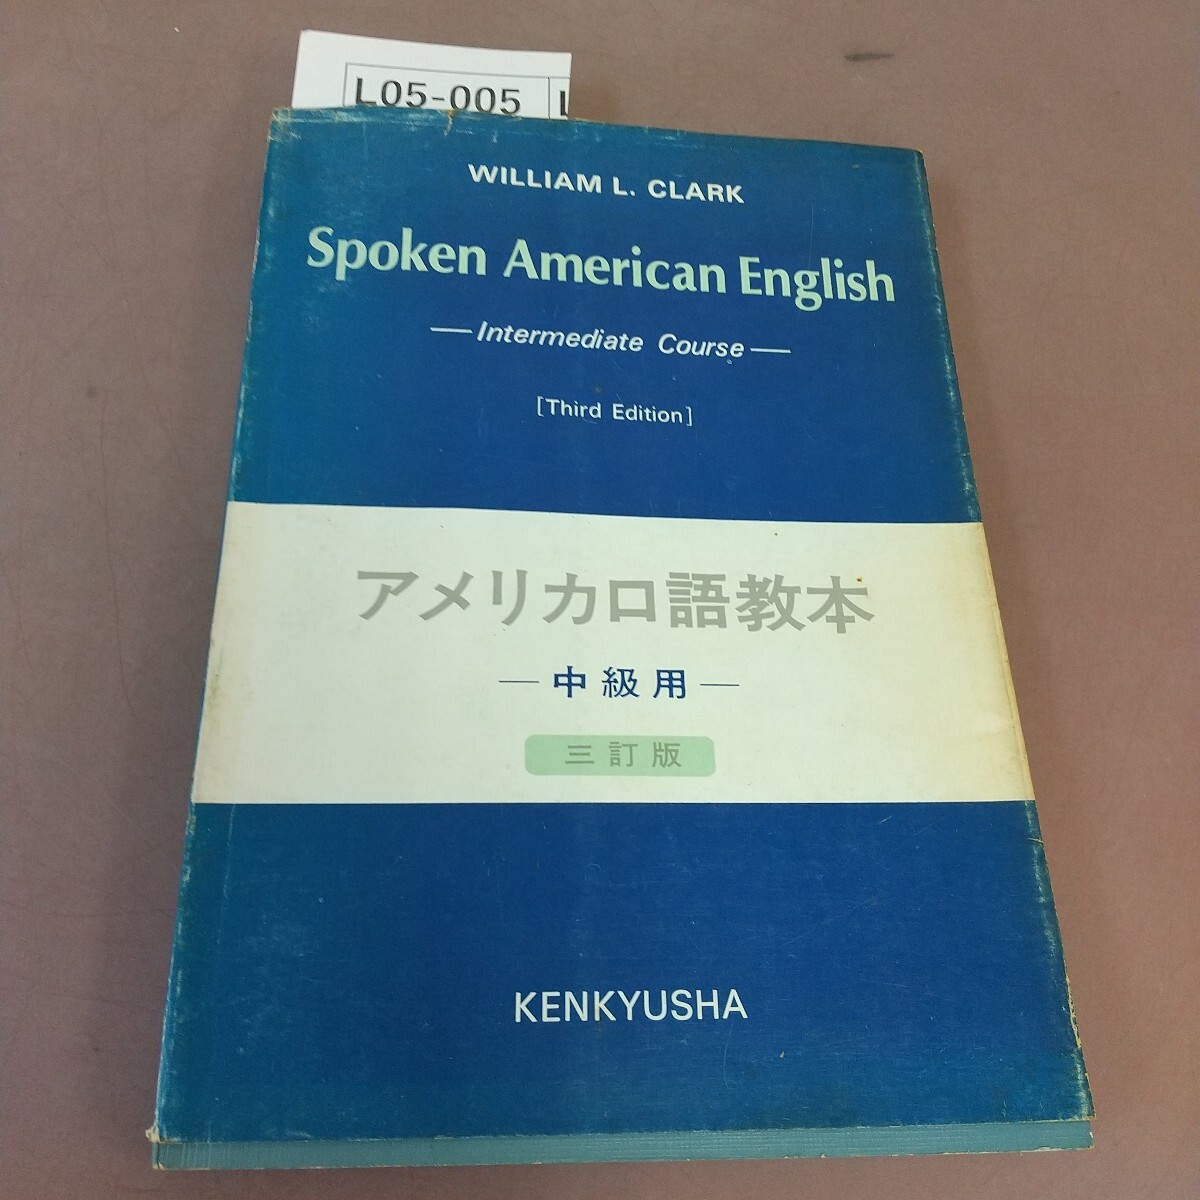 L05-005
WILLIAM L. CLARK
Spoken American English
—Intermediate Course—
[Third Edition]
アメリカ口語教本
—中級用—
三訂版
KENKYUSHA